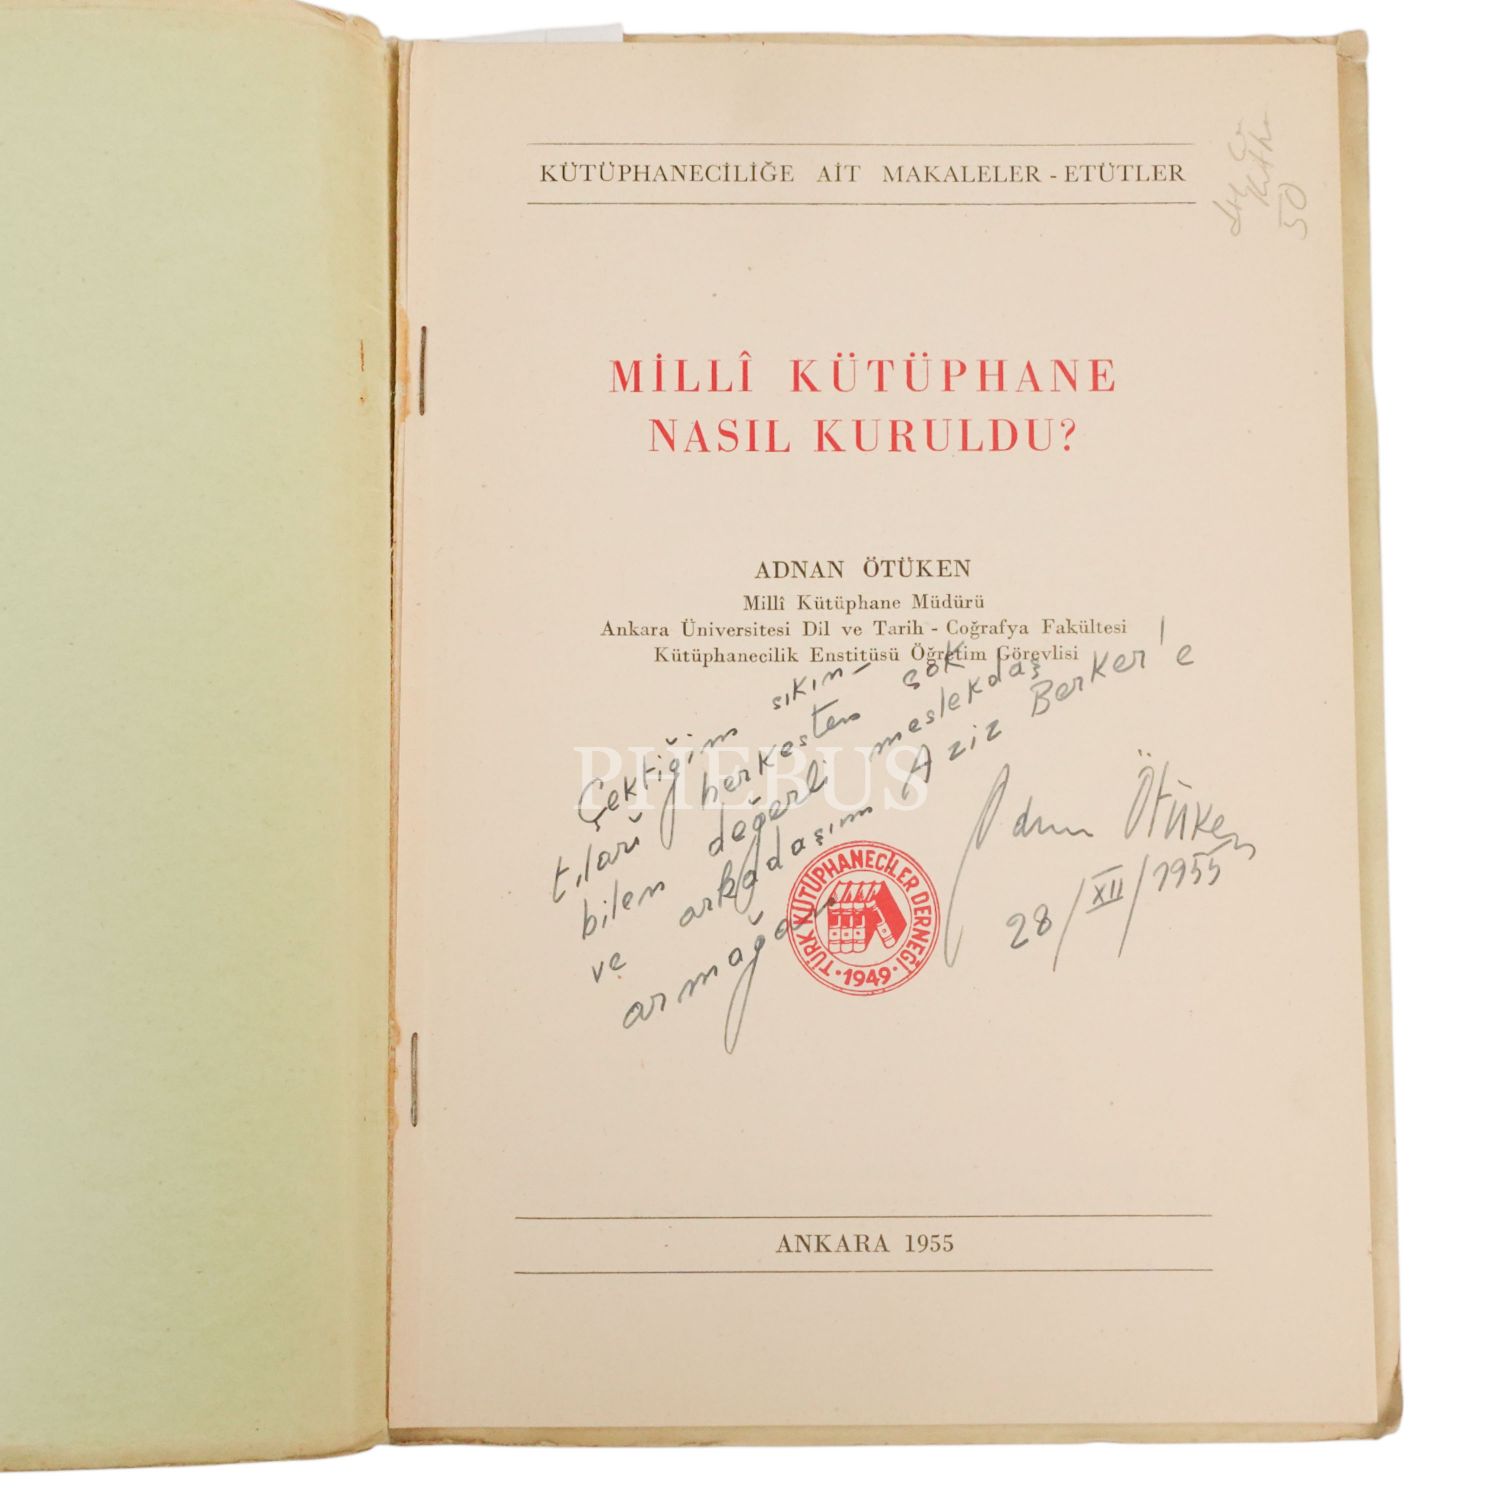 KÜTÜPHANECİLİĞE AİT MAKALELER - ETÜTLER
50
MİLLÎ KÜTÜPHANE
NASIL KURULDU?
ADNAN ÖTÜKEN
Millî Kütüphane Müdürü
Ankara Üniversitesi Dil ve Tarih - Coğrafya Fakültesi
Kütüphanecilik Enstitüsü Öğretim Görevlisi
Çektiğim sıkın-
tıları herkesten çok
bilen değerli meslekdaş
ve arkadaşım Aziz Berker'e
armağan
Adnan Ötüken
28/XII/1955
PHEBUS
TÜRK KÜTÜPHANECİLER DERNEĞİ
·1949·
ANKARA 1955